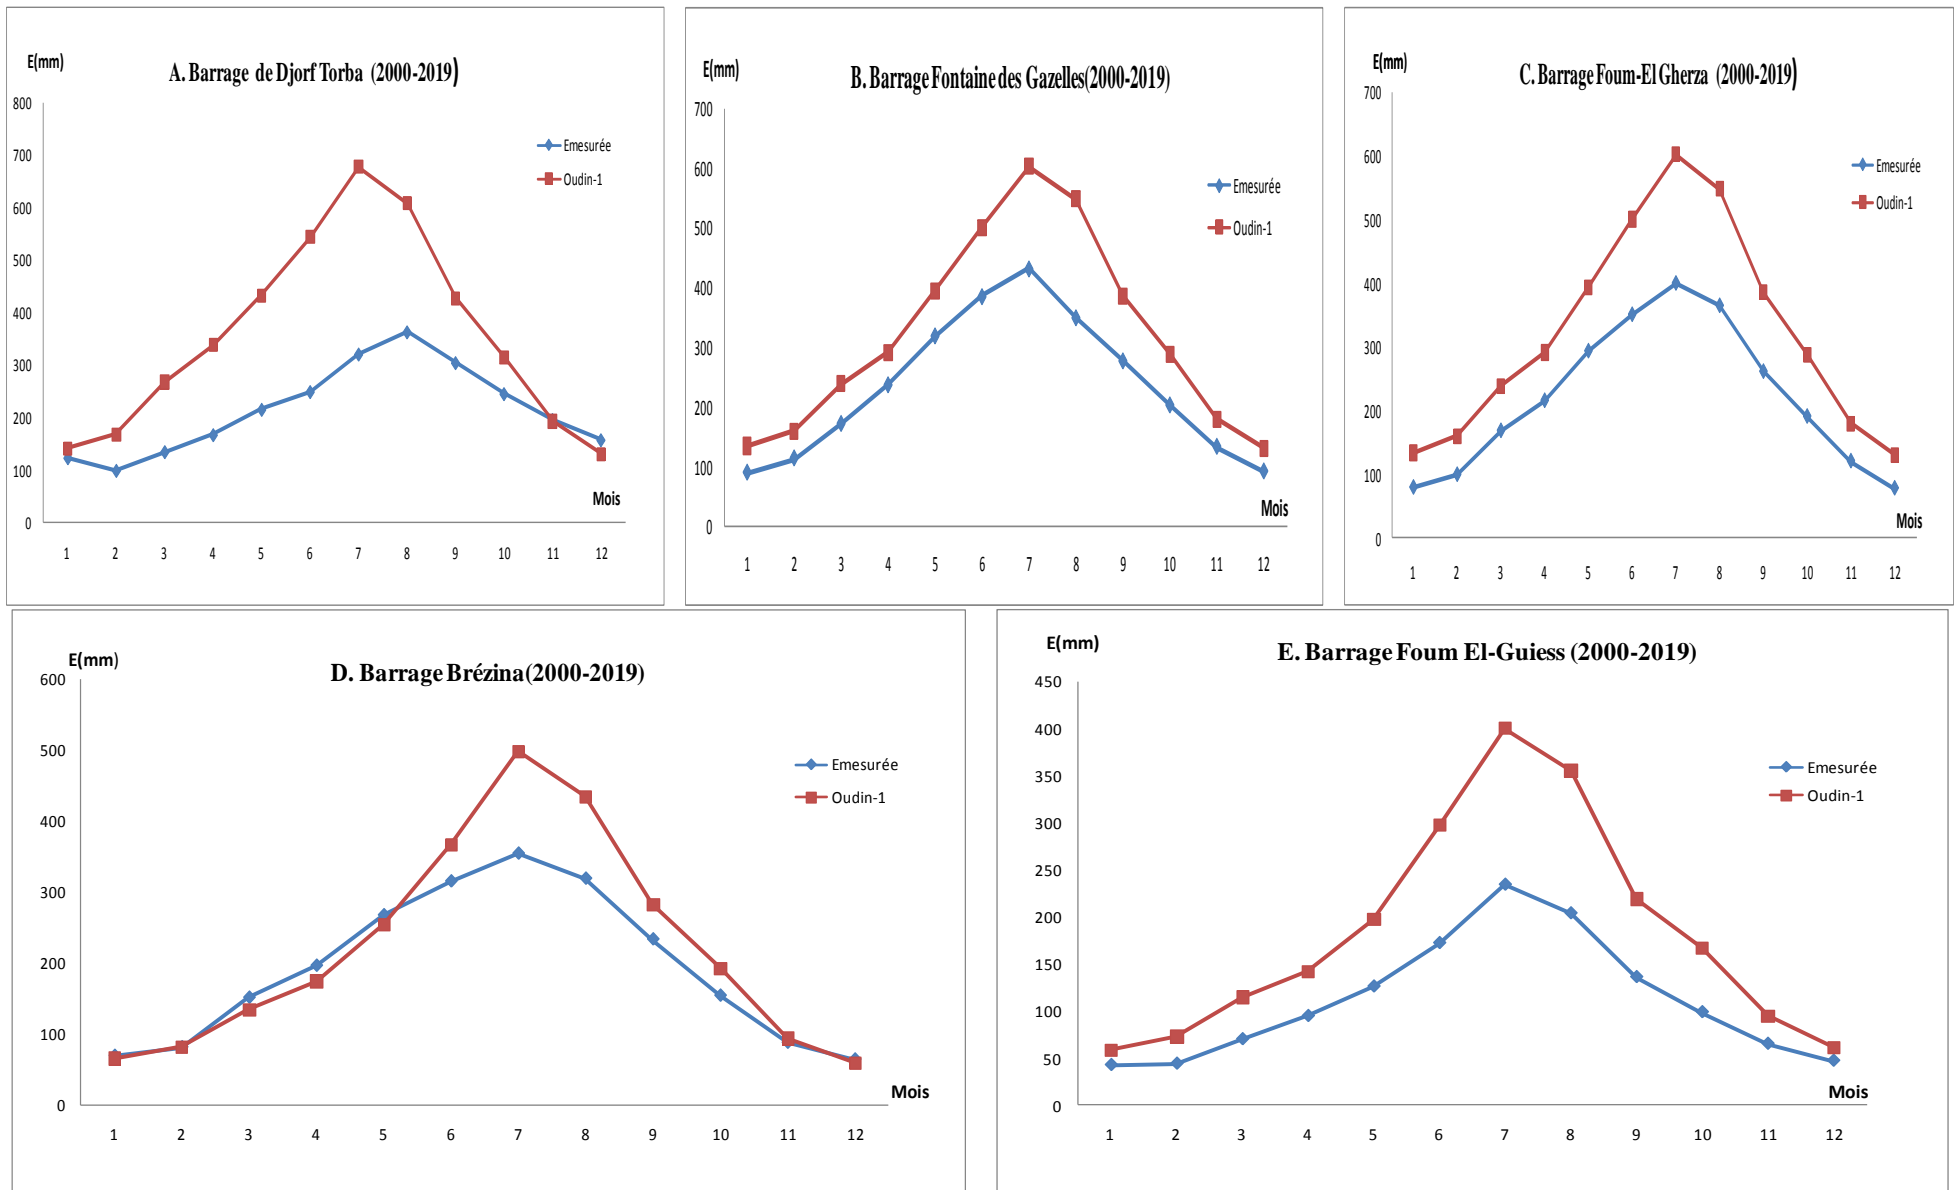 E(mm)
A. Barrage de Djorf Torba (2000-2019)
800
700
600
500
400
300
200
100
0
Emesurée
Oudin-1
Mois
1 2 3 4 5 6 7 8 9 10 11 12
E(mm)
B. Barrage Fontaine des Gazelles(2000-2019)
700
600
500
400
300
200
100
0
Emesurée
Oudin-1
Mois
1 2 3 4 5 6 7 8 9 10 11 12
E(mm)
C. Barrage Foum-El Gherza (2000-2019)
700
600
500
400
300
200
100
0
Emesurée
Oudin-1
Mois
1 2 3 4 5 6 7 8 9 10 11 12
E(mm)
D. Barrage Brézina(2000-2019)
600
500
400
300
200
100
0
Emesurée
Oudin-1
Mois
1 2 3 4 5 6 7 8 9 10 11 12
E(mm)
E. Barrage Foum El-Guiess (2000-2019)
450
400
350
300
250
200
150
100
50
0
Emesurée
Oudin-1
Mois
1 2 3 4 5 6 7 8 9 10 11 12